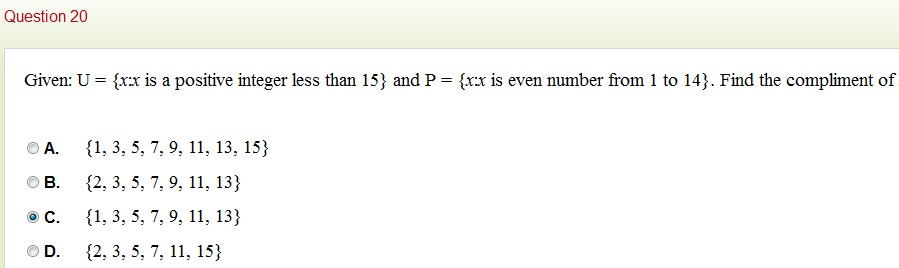 Question 20
Given: U = {x:x is a positive integer less than 15} and P = {x:x is even number from 1 to 14}. Find the compliment of
A. {1, 3, 5, 7, 9, 11, 13, 15}
B. {2, 3, 5, 7, 9, 11, 13}
C. {1, 3, 5, 7, 9, 11, 13}
D. {2, 3, 5, 7, 11, 15}